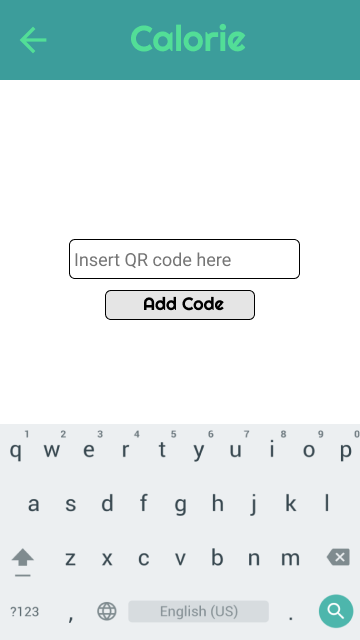 Calorie
Insert QR code here
Add Code
1 2 3 4 5 6 7 8 9 0
q w e r t y u i o p
a s d f g h j k l
z x c v b n m
?123 , English (US) .